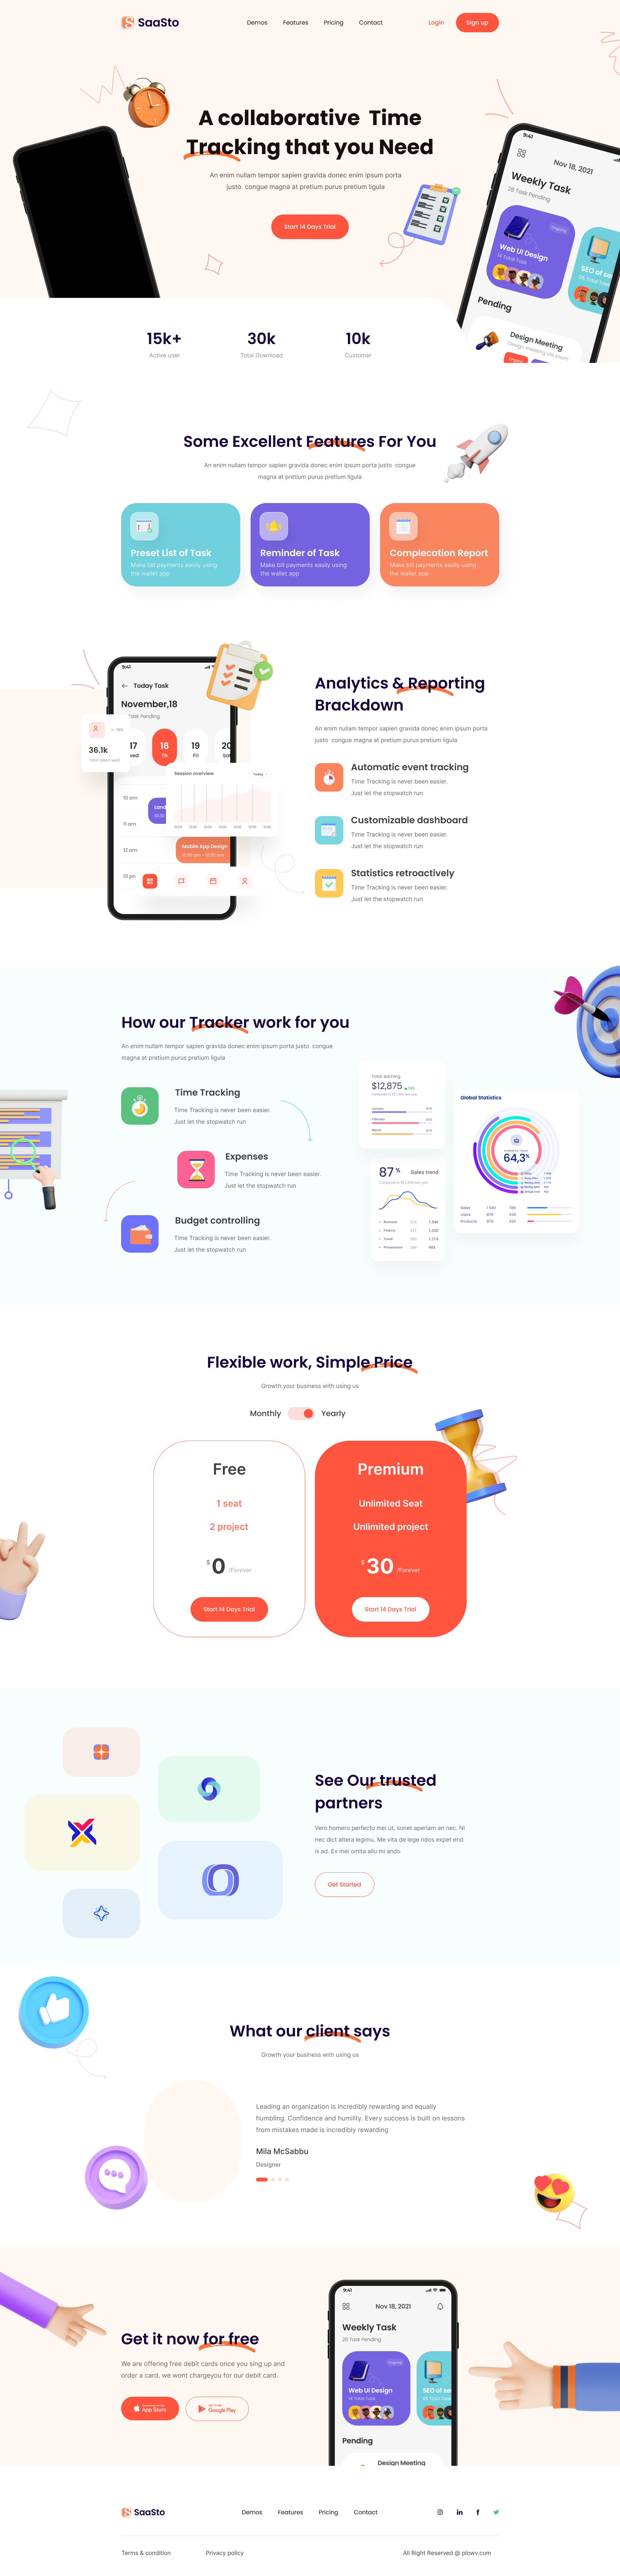 SaaSto
Demos Features Pricing Contact
Login Sign up
A collaborative Time
Tracking that you Need
An enim nullam tempor sapien gravida donec enim ipsum porta
justo congue magna at pretium purus pretium ligula
Start 14 Days Trial
9:41
Nov 18, 2021
Weekly Task
28 Task Pending
Ongoing
Web UI Design
14 Total Task
SEO of se
Pending
Design Meeting
15k+ 30k 10k
Active user Total Download Customer
Some Excellent Features For You
An enim nullam tempor sapien gravida donec enim ipsum porta justo congue
magna at pretium purus pretium ligula
Preset List of Task
Make bill payments easily using
the wallet app
Reminder of Task
Make bill payments easily using
the wallet app
Complecation Report
Make bill payments easily using
the wallet app
9:41
Today Task
November,18
Task Pending
36.1k
17 18 19 20
ved Th Fri Sat
Session overview
Today
10 am
Land
11 am
12 am
Mobile App Design
01 pn
Analytics & Reporting
Brackdown
An enim nullam tempor sapien gravida donec enim ipsum porta
justo congue magna at pretium purus pretium ligula
Automatic event tracking
Time Tracking is never been easier.
Just let the stopwatch run
Customizable dashboard
Time Tracking is never been easier.
Just let the stopwatch run
Statistics retroactively
Time Tracking is never been easier.
Just let the stopwatch run
How our Tracker work for you
An enim nullam tempor sapien gravida donec enim ipsum porta justo congue
magna at pretium purus pretium ligula
Time Tracking
Time Tracking is never been easier.
Just let the stopwatch run
Expenses
Time Tracking is never been easier.
Just let the stopwatch run
Budget controlling
Time Tracking is never been easier.
Just let the stopwatch run
Total warning
$12,875
January
February
March
87 % Sales trend
Business
Finance
Travel
Presentation
Global Statistics
64,3%
Sales
Users
Products
Flexible work, Simple Price
Growth your business with using us
Monthly Yearly
Free
1 seat
2 project
$ 0 /Forever
Start 14 Days Trial
Premium
Unlimited Seat
Unlimited project
$ 30 /Forever
Start 14 Days Trial
See Our trusted
partners
Vero homero perfecto mei ut, sonet aperiam an nec. Ni
nec dict altera legimu. Me vita de lege ndos expet end
is ad. Ex mei omita aliu mi ando
Get Started
What our client says
Growth your business with using us
Leading an organization is incredibly rewarding and equally
humbling. Confidence and humility. Every success is built on lessons
from mistakes made is incredibly rewarding
Mila McSabbu
Designer
Get it now for free
We are offering free debit cards once you sing up and
order a card. we wont chargeyou for our debit card.
App Store
Google Play
9:41
Nov 18, 2021
Weekly Task
28 Task Pending
Ongoing
Web UI Design
14 Total Task
SEO of se
Pending
Design Meeting
SaaSto
Demos Features Pricing Contact
Terms & condition Privacy policy All Right Reserved @ plowv.com